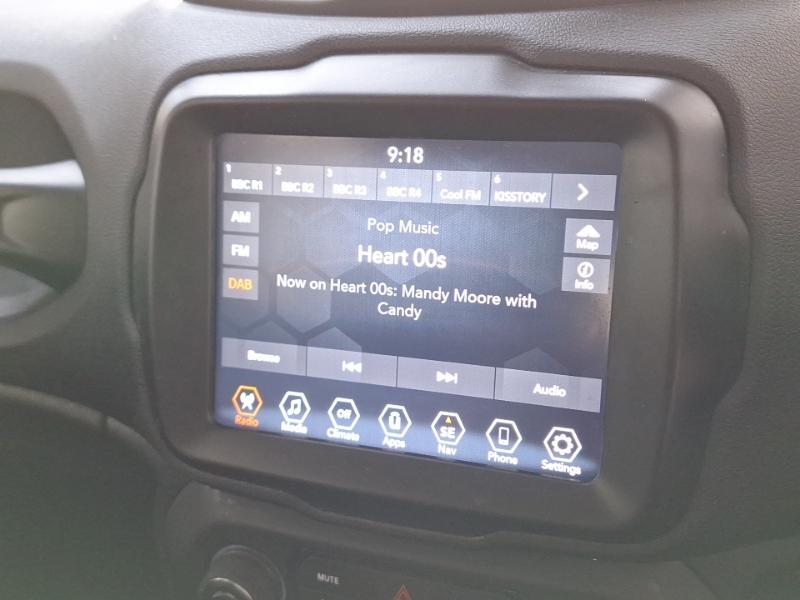 9:18
1 2 3 4 5 6
BBC R1 BBC R2 BBC R3 BBC R4 Cool FM KISSTORY
AM
Pop Music
Map
FM
Heart 00s
Info
DAB
Now on Heart 00s: Mandy Moore with
Candy
Browse
Audio
Off
SE
Radio Media Climate Apps Nav Phone Settings
MUTE